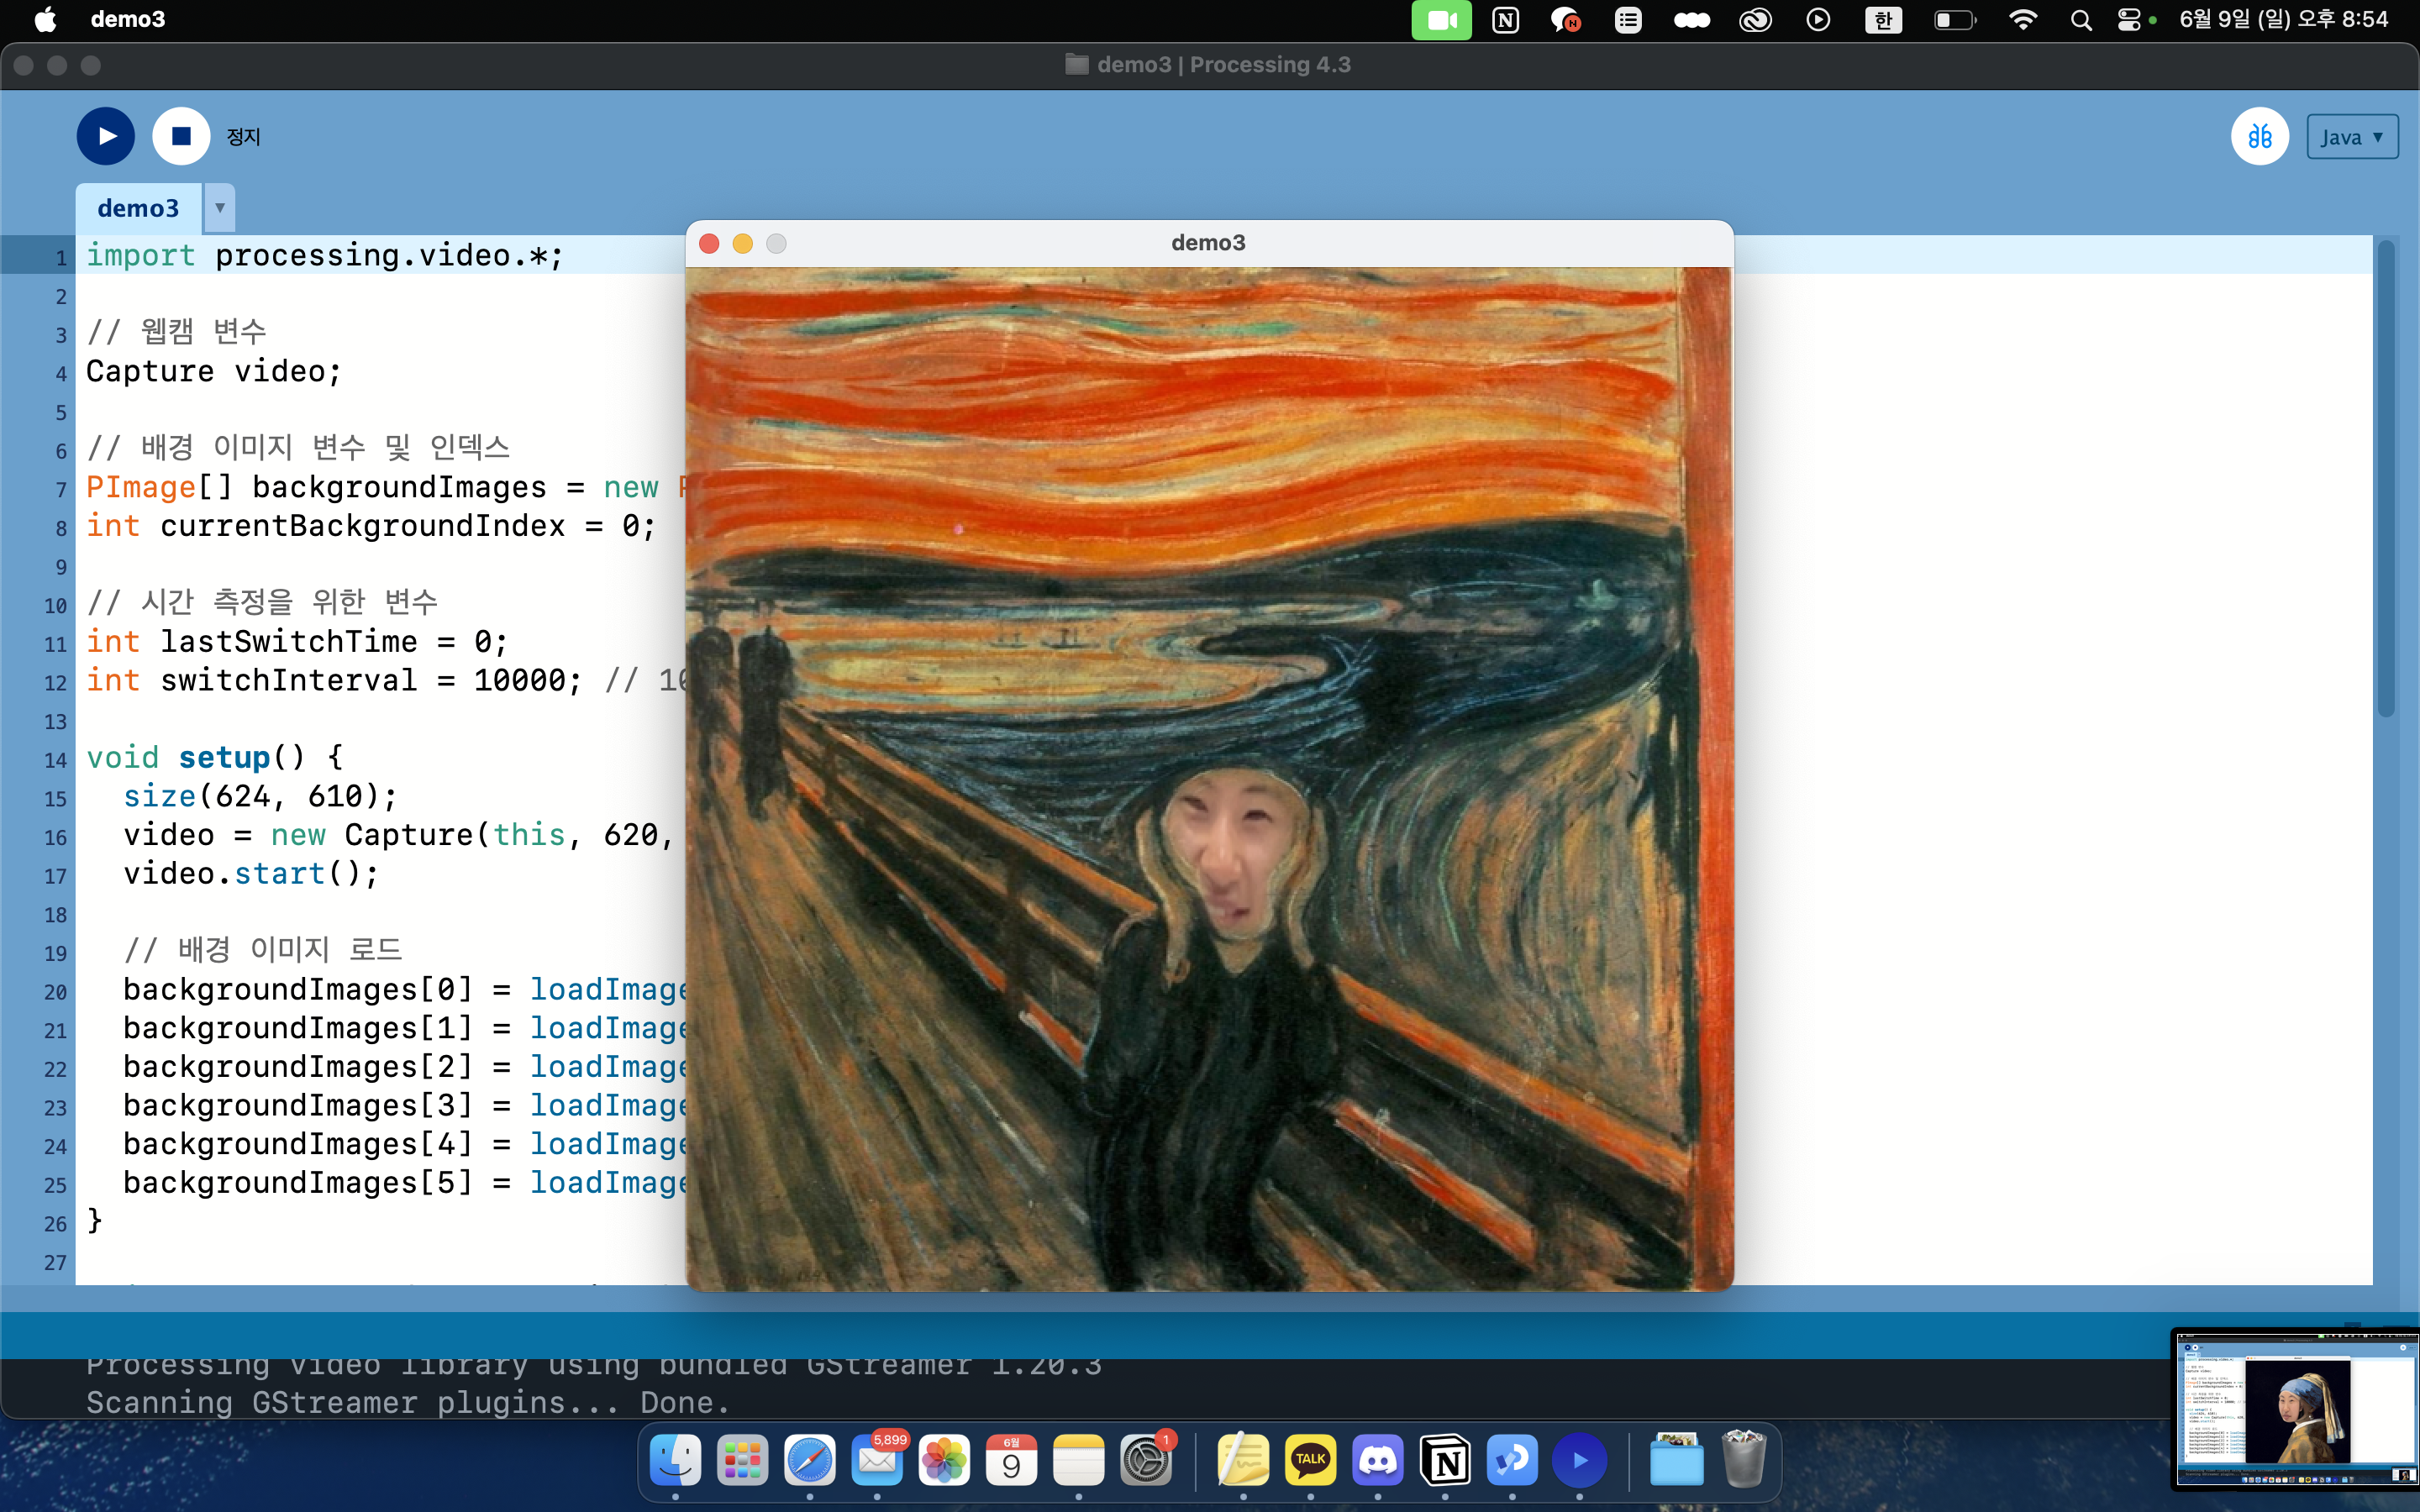 demo3
한
6월 9일 (일) 오후 8:54
demo3 | Processing 4.3
정지
Java ▼
demo3
demo3
1 import processing.video.*;
2
3 // 웹캠 변수
4 Capture video;
5
6 // 배경 이미지 변수 및 인덱스
7 PImage[] backgroundImages = new
8 int currentBackgroundIndex = 0;
9
10 // 시간 측정을 위한 변수
11 int lastSwitchTime = 0;
12 int switchInterval = 10000; // 10
13
14 void setup() {
15 size(624, 610);
16 video = new Capture(this, 620,
17 video.start();
18
19 // 배경 이미지 로드
20 backgroundImages[0] = loadImage
21 backgroundImages[1] = loadImage
22 backgroundImages[2] = loadImage
23 backgroundImages[3] = loadImage
24 backgroundImages[4] = loadImage
25 backgroundImages[5] = loadImage
26 }
27
Processing video library using bundled GStreamer 1.20.3
Scanning GStreamer plugins... Done.
5,899
6월
9
1
TALK